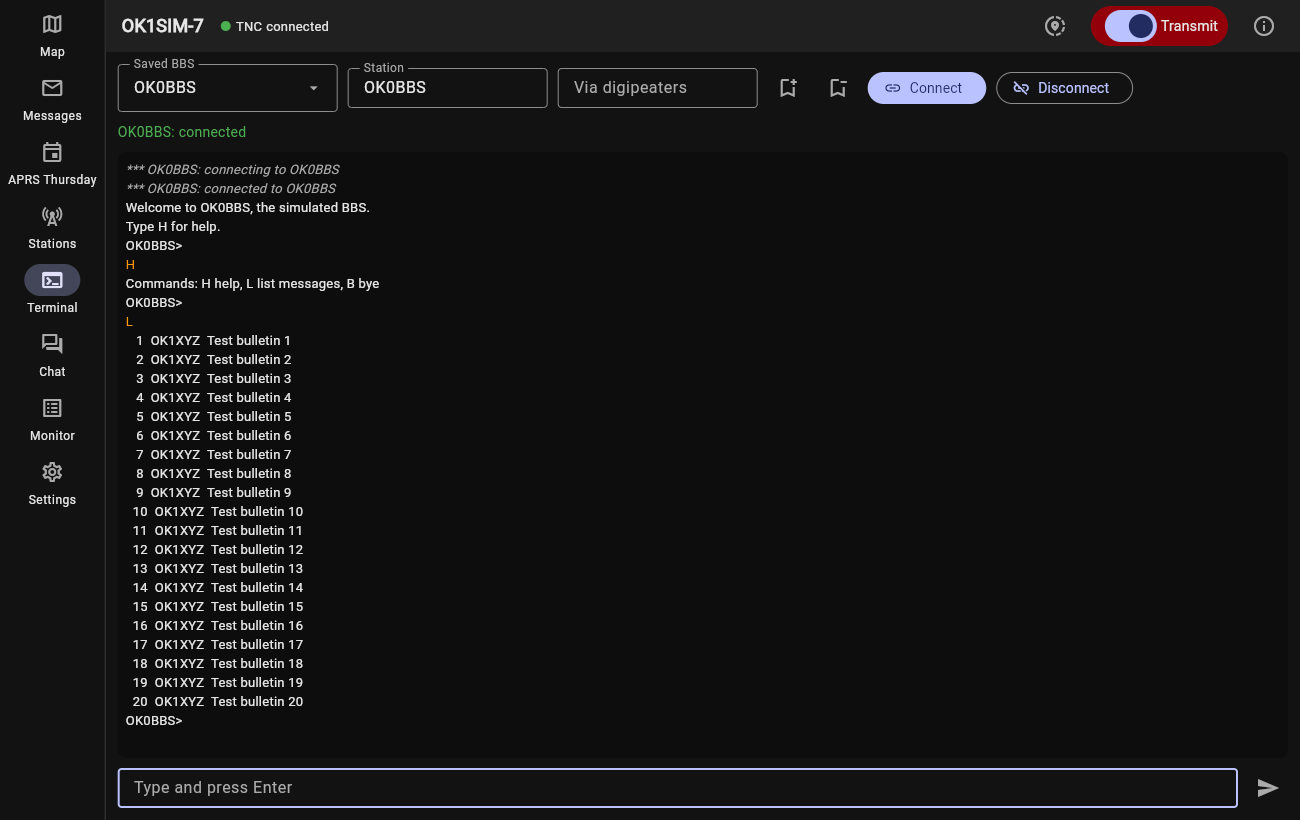 OK1SIM-7
TNC connected
Transmit
Map
Messages
APRS Thursday
Stations
Terminal
Chat
Monitor
Settings
Saved BBS
OK0BBS
Station
OK0BBS
Via digipeaters
Connect
Disconnect
OK0BBS: connected
*** OK0BBS: connecting to OK0BBS
*** OK0BBS: connected to OK0BBS
Welcome to OK0BBS, the simulated BBS.
Type H for help.
OK0BBS>
H
Commands: H help, L list messages, B bye
OK0BBS>
L
1 OK1XYZ Test bulletin 1
2 OK1XYZ Test bulletin 2
3 OK1XYZ Test bulletin 3
4 OK1XYZ Test bulletin 4
5 OK1XYZ Test bulletin 5
6 OK1XYZ Test bulletin 6
7 OK1XYZ Test bulletin 7
8 OK1XYZ Test bulletin 8
9 OK1XYZ Test bulletin 9
10 OK1XYZ Test bulletin 10
11 OK1XYZ Test bulletin 11
12 OK1XYZ Test bulletin 12
13 OK1XYZ Test bulletin 13
14 OK1XYZ Test bulletin 14
15 OK1XYZ Test bulletin 15
16 OK1XYZ Test bulletin 16
17 OK1XYZ Test bulletin 17
18 OK1XYZ Test bulletin 18
19 OK1XYZ Test bulletin 19
20 OK1XYZ Test bulletin 20
OK0BBS>
Type and press Enter